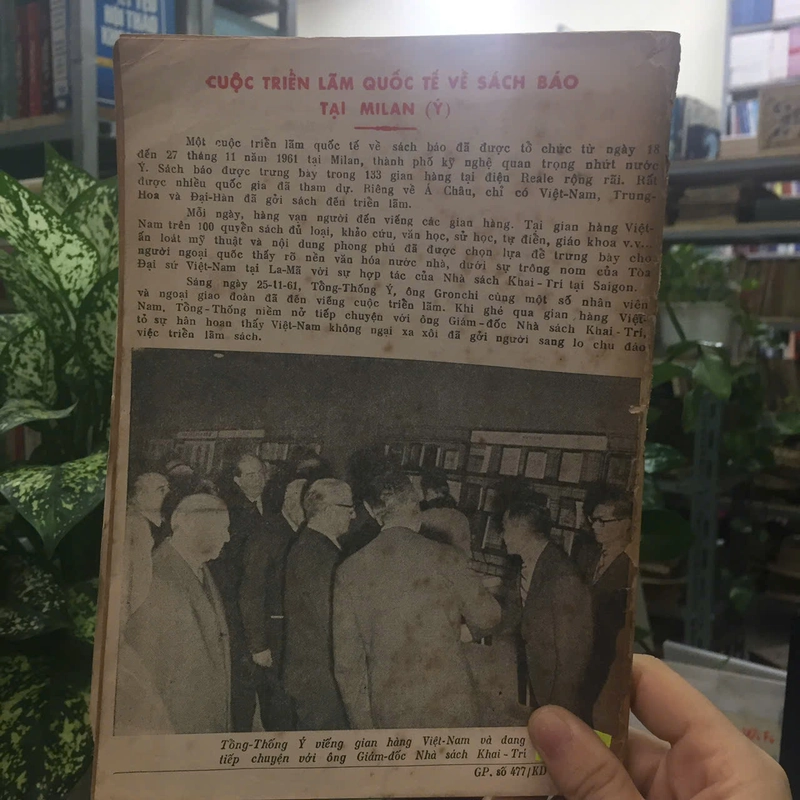 CUỘC TRIỂN LÃM QUỐC TẾ VỀ SÁCH BÁO
TẠI MILAN (Ý)
Một cuộc triển lãm quốc tế về sách báo đã được tổ chức từ ngày 18
đến 27 tháng 11 năm 1961 tại Milan, thành phố kỹ nghệ quan trọng nhứt nước
Ý. Sách báo được trưng bày trong 133 gian hàng tại điện Reale rộng rãi. Rất
được nhiều quốc gia đã tham dự. Riêng về Á Châu, chỉ có Việt-Nam, Trung-
Hoa và Đại-Hàn đã gởi sách đến triển lãm.
Mỗi ngày, hàng vạn người đến viếng các gian hàng. Tại gian hàng Việt-
Nam trên 100 quyển sách đủ loại, khảo cứu, văn học, sử học, tự điển, giáo khoa v.v...
ấn loát mỹ thuật và nội dung phong phú đã được chọn lựa để trưng bày cho
người ngoại quốc thấy rõ nền văn hóa nước nhà, dưới sự trông nom của Tòa
Đại sứ Việt-Nam tại La-Mã với sự hợp tác của Nhà sách Khai-Trí tại Saigon.
Sáng ngày 25-11-61, Tổng-Thống Ý, ông Gronchi cùng một số nhân viên
và ngoại giao đoàn đã đến viếng cuộc triển lãm. Khi ghé qua gian hàng Việt-
Nam, Tổng-Thống niềm nở tiếp chuyện với ông Giám-đốc Nhà sách Khai-Trí,
tỏ sự hân hoan thấy Việt-Nam không ngại xa xôi đã gởi người sang lo chu đáo
việc triển lãm sách.
Tổng-Thống Ý viếng gian hàng Việt-Nam và đang
tiếp chuyện với ông Giám-đốc Nhà sách Khai-Trí
GP. số 477/KD